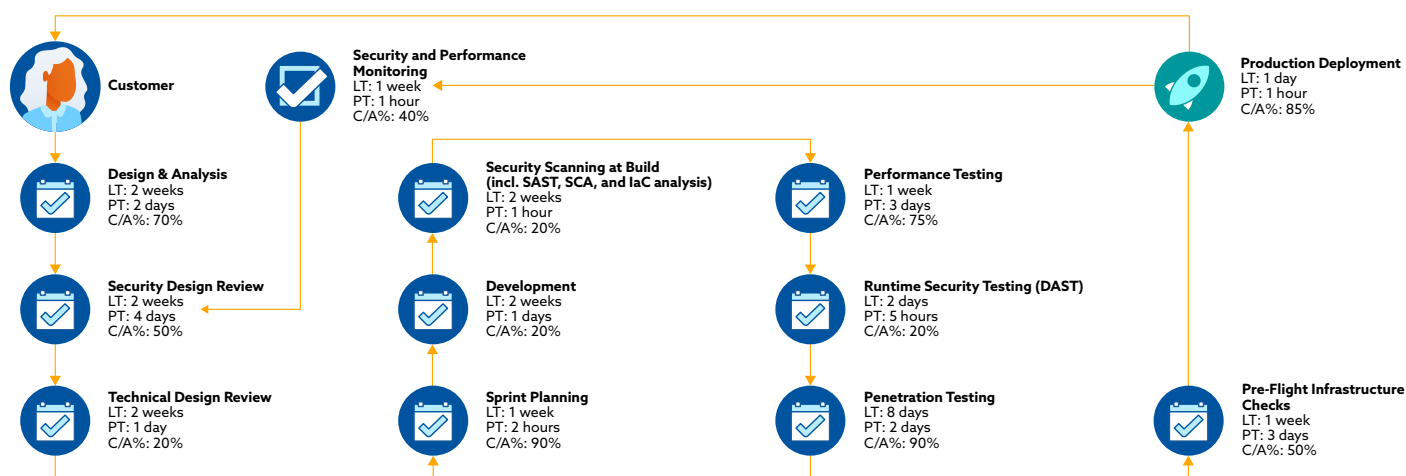 Customer
Security and Performance
Monitoring
LT: 1 week
PT: 1 hour
C/A%: 40%
Production Deployment
LT: 1 day
PT: 1 hour
C/A%: 85%
Design & Analysis
LT: 2 weeks
PT: 2 days
C/A%: 70%
Security Scanning at Build
(incl. SAST, SCA, and IaC analysis)
LT: 2 weeks
PT: 1 hour
C/A%: 20%
Performance Testing
LT: 1 week
PT: 3 days
C/A%: 75%
Security Design Review
LT: 2 weeks
PT: 4 days
C/A%: 50%
Development
LT: 2 weeks
PT: 1 days
C/A%: 20%
Runtime Security Testing (DAST)
LT: 2 days
PT: 5 hours
C/A%: 20%
Technical Design Review
LT: 2 weeks
PT: 1 day
C/A%: 20%
Sprint Planning
LT: 1 week
PT: 2 hours
C/A%: 90%
Penetration Testing
LT: 8 days
PT: 2 days
C/A%: 90%
Pre-Flight Infrastructure
Checks
LT: 1 week
PT: 3 days
C/A%: 50%